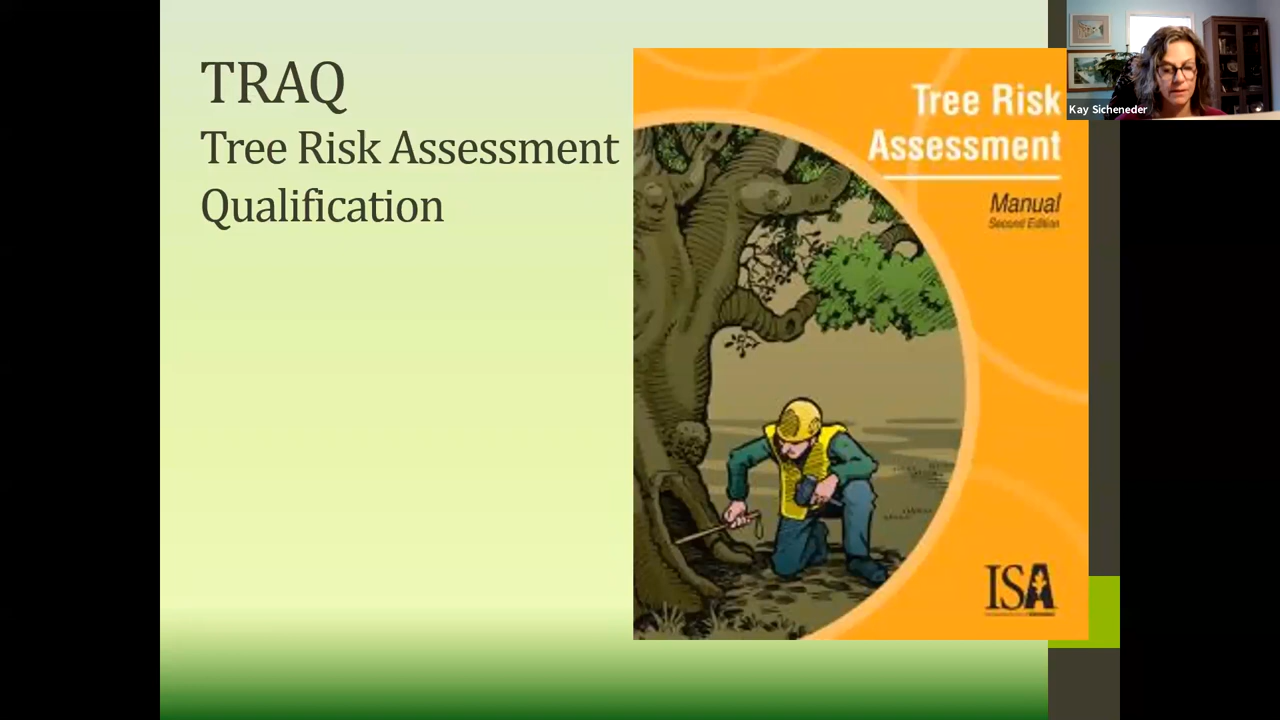 TRAQ
Tree Risk Assessment
Qualification
Tree Risk
Assessment
Manual
Second Edition
ISA
Kay Sicheneder